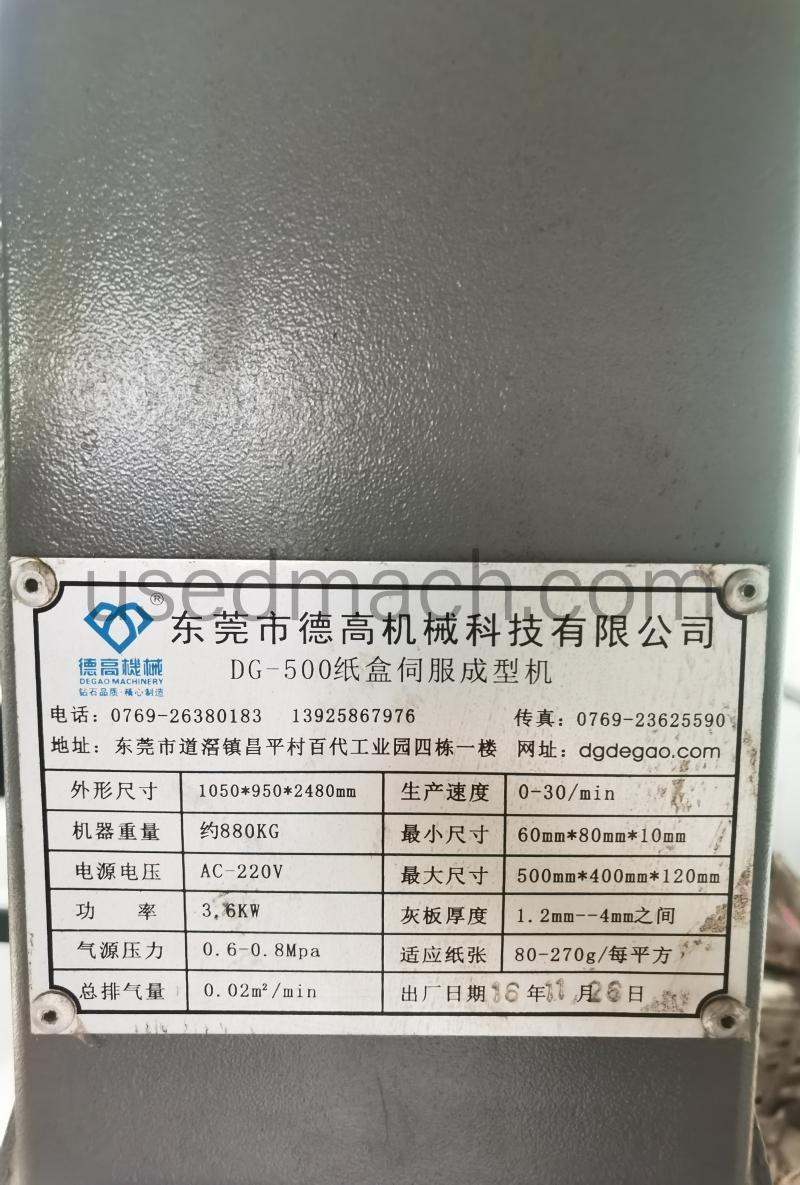 usedmach.com
®
东莞市德高机械科技有限公司
德高機械
DEGAO MACHINERY
钻石品质·精心制造
DG-500纸盒伺服成型机
电话：0769-26380183 13925867976 传真：0769-23625590
地址：东莞市道滘镇昌平村百代工业园四栋一楼 网址：dgdegao.com
外形尺寸 1050*950*2480mm 生产速度 0-30/min
机器重量 约880KG 最小尺寸 60mm*80mm*10mm
电源电压 AC-220V 最大尺寸 500mm*400mm*120mm
功 率 3.6KW 灰板厚度 1.2mm--4mm之间
气源压力 0.6-0.8Mpa 适应纸张 80-270g/每平方
总排气量 0.02m²/min 出厂日期 16年11月26日